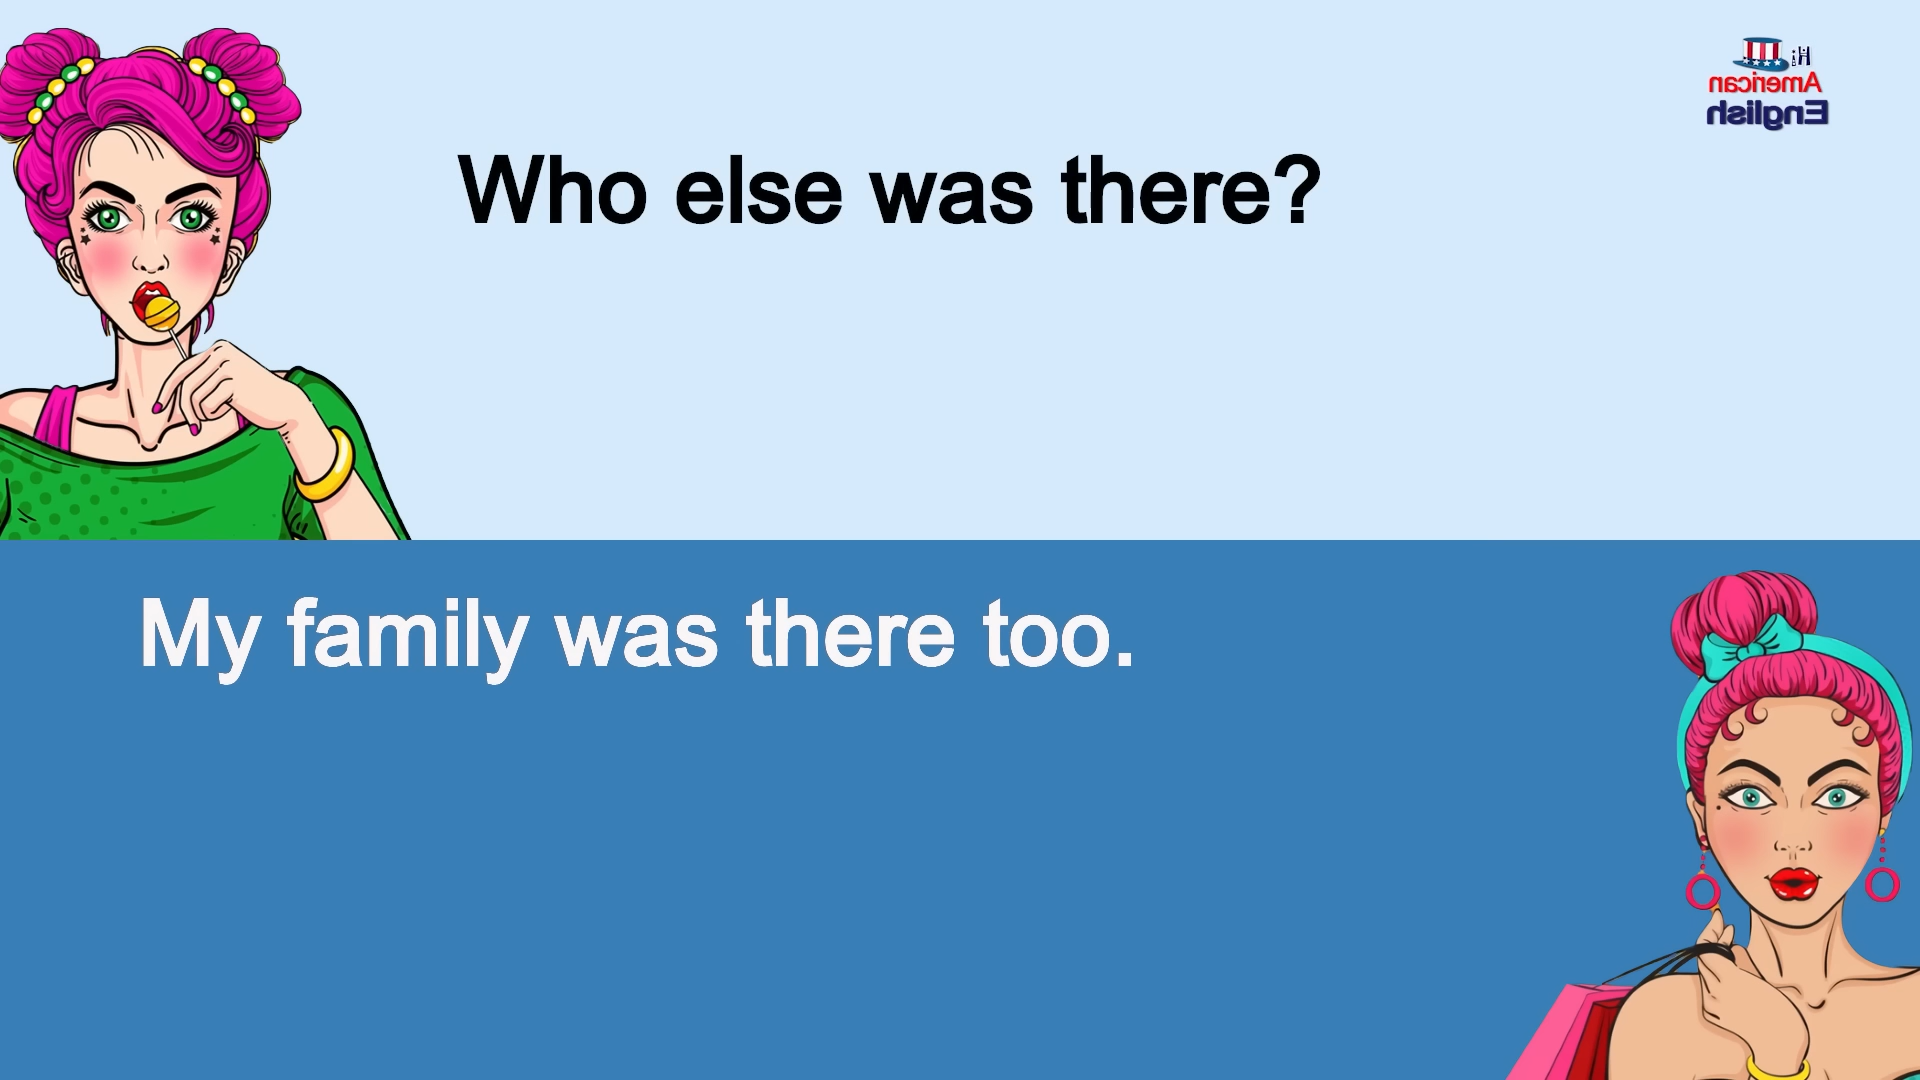 Hi
American
English
Who else was there?
My family was there too.